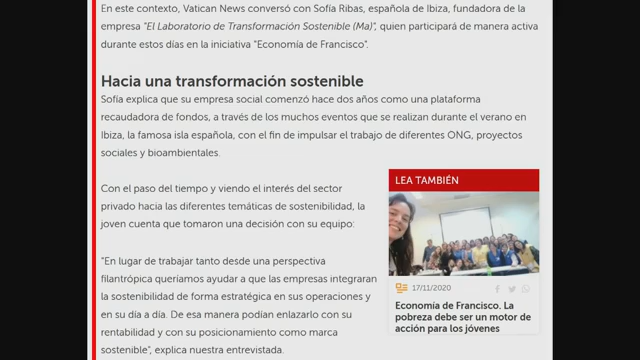 En este contexto, Vatican News conversó con Sofía Ribas, española de Ibiza, fundadora de la
empresa "El Laboratorio de Transformación Sostenible (Ma)", quien participará de manera activa
durante estos días en la iniciativa "Economía de Francisco".
Hacia una transformación sostenible
Sofía explica que su empresa social comenzó hace dos años como una plataforma
recaudadora de fondos, a través de los muchos eventos que se realizan durante el verano en
Ibiza, la famosa isla española, con el fin de impulsar el trabajo de diferentes ONG, proyectos
sociales y bioambientales.
Con el paso del tiempo y viendo el interés del sector
privado hacia las diferentes temáticas de sostenibilidad, la
joven cuenta que tomaron una decisión con su equipo:
"En lugar de trabajar tanto desde una perspectiva
filantrópica queríamos ayudar a que las empresas integraran
la sostenibilidad de forma estratégica en sus operaciones y
en su día a día. De esa manera podían enlazarlo con su
rentabilidad y con su posicionamiento como marca
sostenible", explica nuestra entrevistada.
LEA TAMBIÉN
17/11/2020
Economía de Francisco. La
pobreza debe ser un motor de
acción para los jóvenes